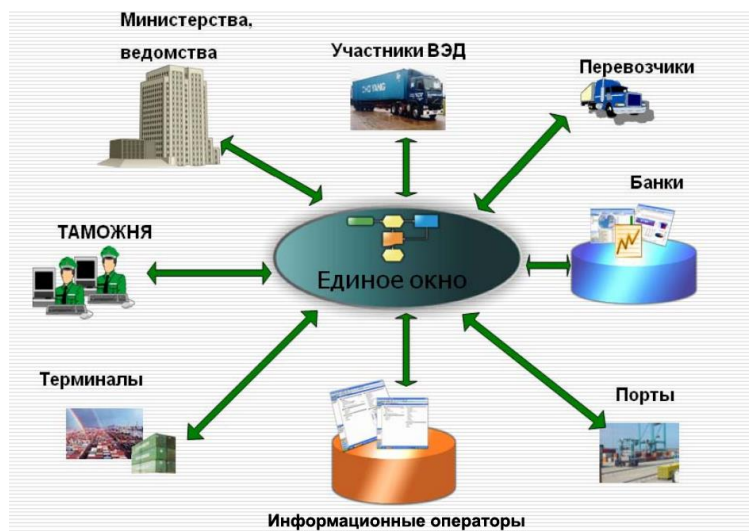 Министерства,
ведомства
Участники ВЭД
Перевозчики
Банки
ТАМОЖНЯ
Единое окно
Терминалы
Порты
Информационные операторы